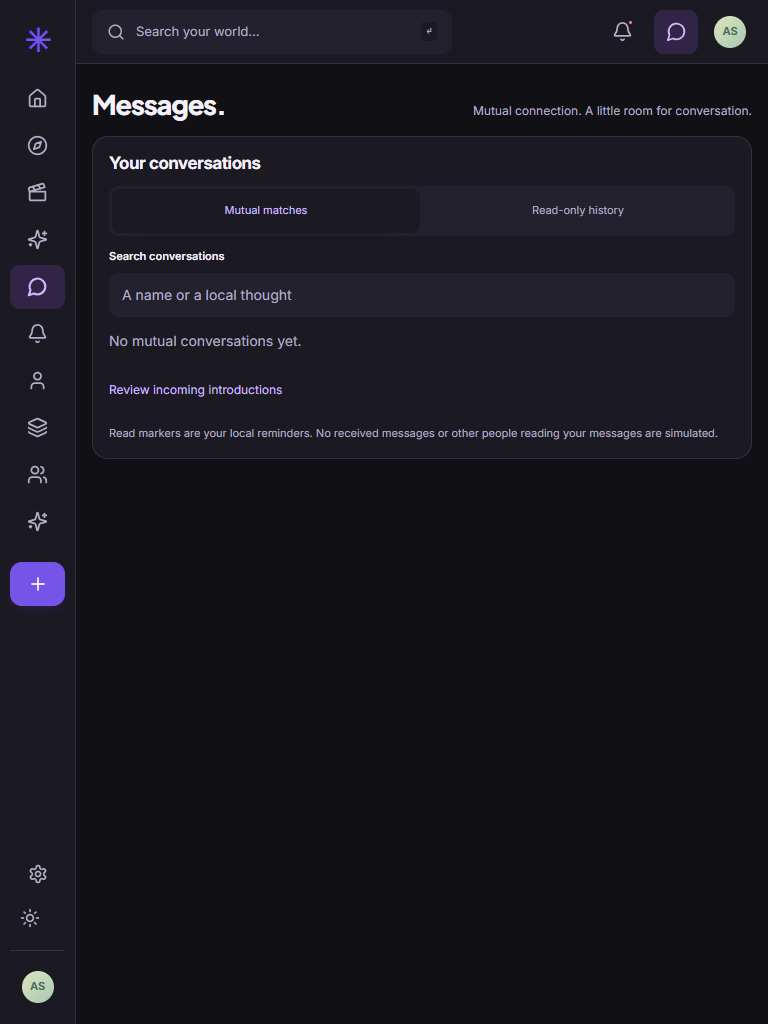 Search your world...
AS
Messages.
Mutual connection. A little room for conversation.
Your conversations
Mutual matches
Read-only history
Search conversations
A name or a local thought
No mutual conversations yet.
Review incoming introductions
Read markers are your local reminders. No received messages or other people reading your messages are simulated.
AS